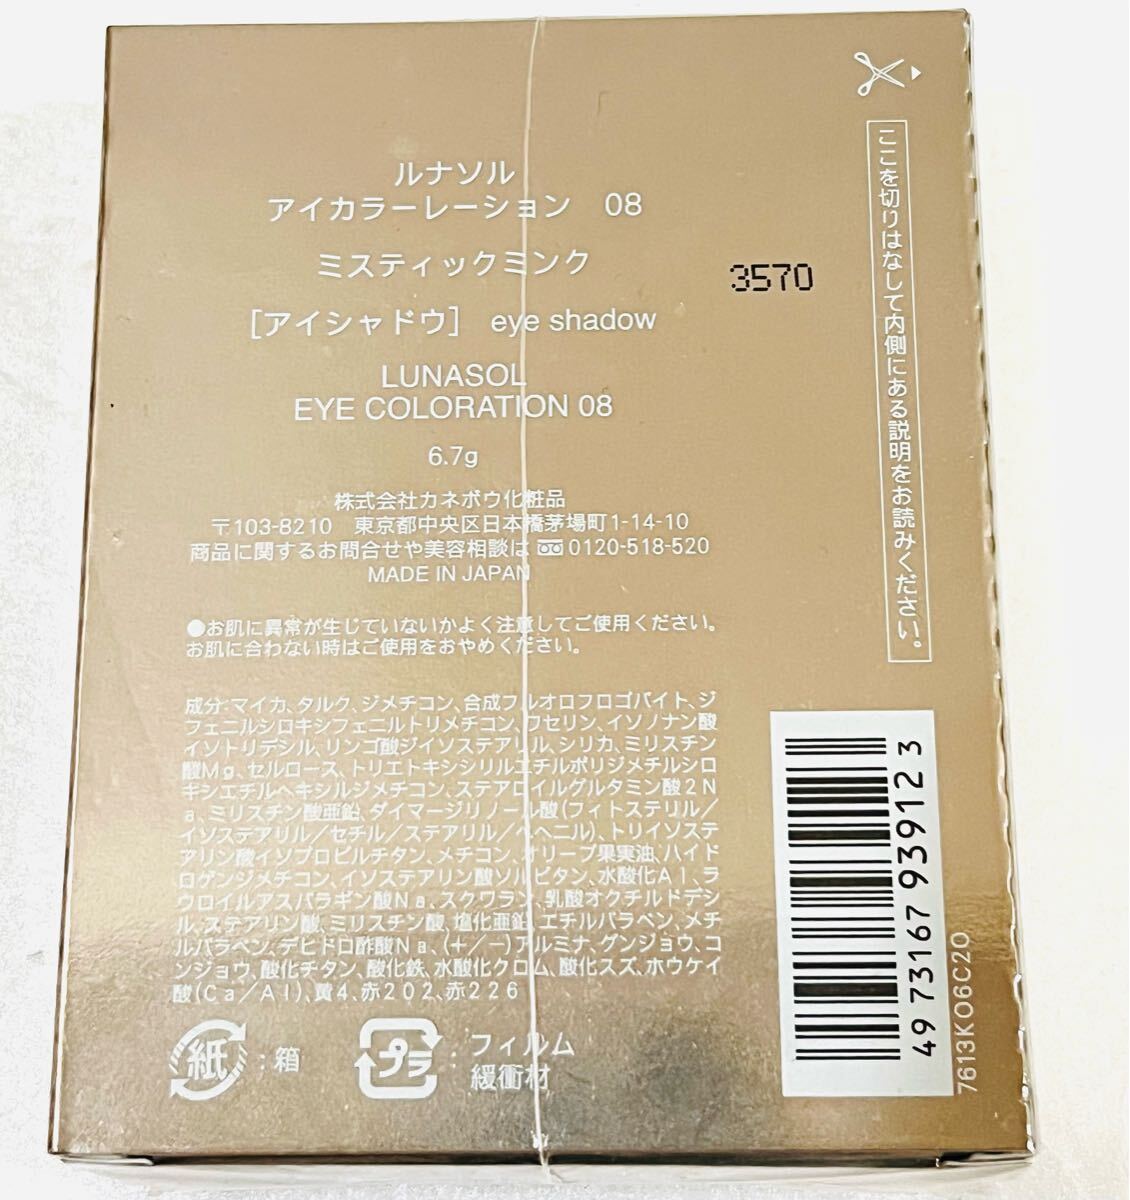 ルナソル
アイカラーレーション 08
ミスティックミンク
3570
[アイシャドウ] eye shadow
LUNASOL
EYE COLORATION 08
6.7g
株式会社カネボウ化粧品
〒103-8210 東京都中央区日本橋茅場町1-14-10
商品に関するお問合せや美容相談は 0120-518-520
MADE IN JAPAN
●お肌に異常が生じていないかよく注意してご使用ください。
お肌に合わない時はご使用をおやめください。
成分:マイカ、タルク、ジメチコン、合成フルオロフロゴパイト、ジ
フェニルシロキシフェニルトリメチコン、ワセリン、イソノナン酸
イソトリデシル、リンゴ酸ジイソステアリル、シリカ、ミリスチン
酸Mg、セルロース、トリエトキシシリルエチルポリジメチルシロ
キシエチルヘキシルジメチコン、ステアロイルグルタミン酸2N
a、ミリスチン酸亜鉛、ダイマージリノール酸(フィトステリル/
イソステアリル/セチル/ステアリル/ベヘニル)、トリイソステ
アリン酸イソプロピルチタン、メチコン、オリーブ果実油、ハイド
ロゲンジメチコン、イソステアリン酸ソルビタン、水酸化Al、ラ
ウロイルアスパラギン酸Na、スクワラン、乳酸オクチルドデシ
ル、ステアリン酸、ミリスチン酸、塩化亜鉛、エチルパラベン、メチ
ルパラベン、デヒドロ酢酸Na、(+/-)アルミナ、グンジョウ、コ
ンジョウ、酸化チタン、酸化鉄、水酸化クロム、酸化スズ、ホウケイ
酸(Ca/Al)、黄4、赤202、赤226
紙 :箱
プラ :フィルム
緩衝材
ここを切りはなして内側にある説明をお読みください。
4973167939123
7613KO6C2O